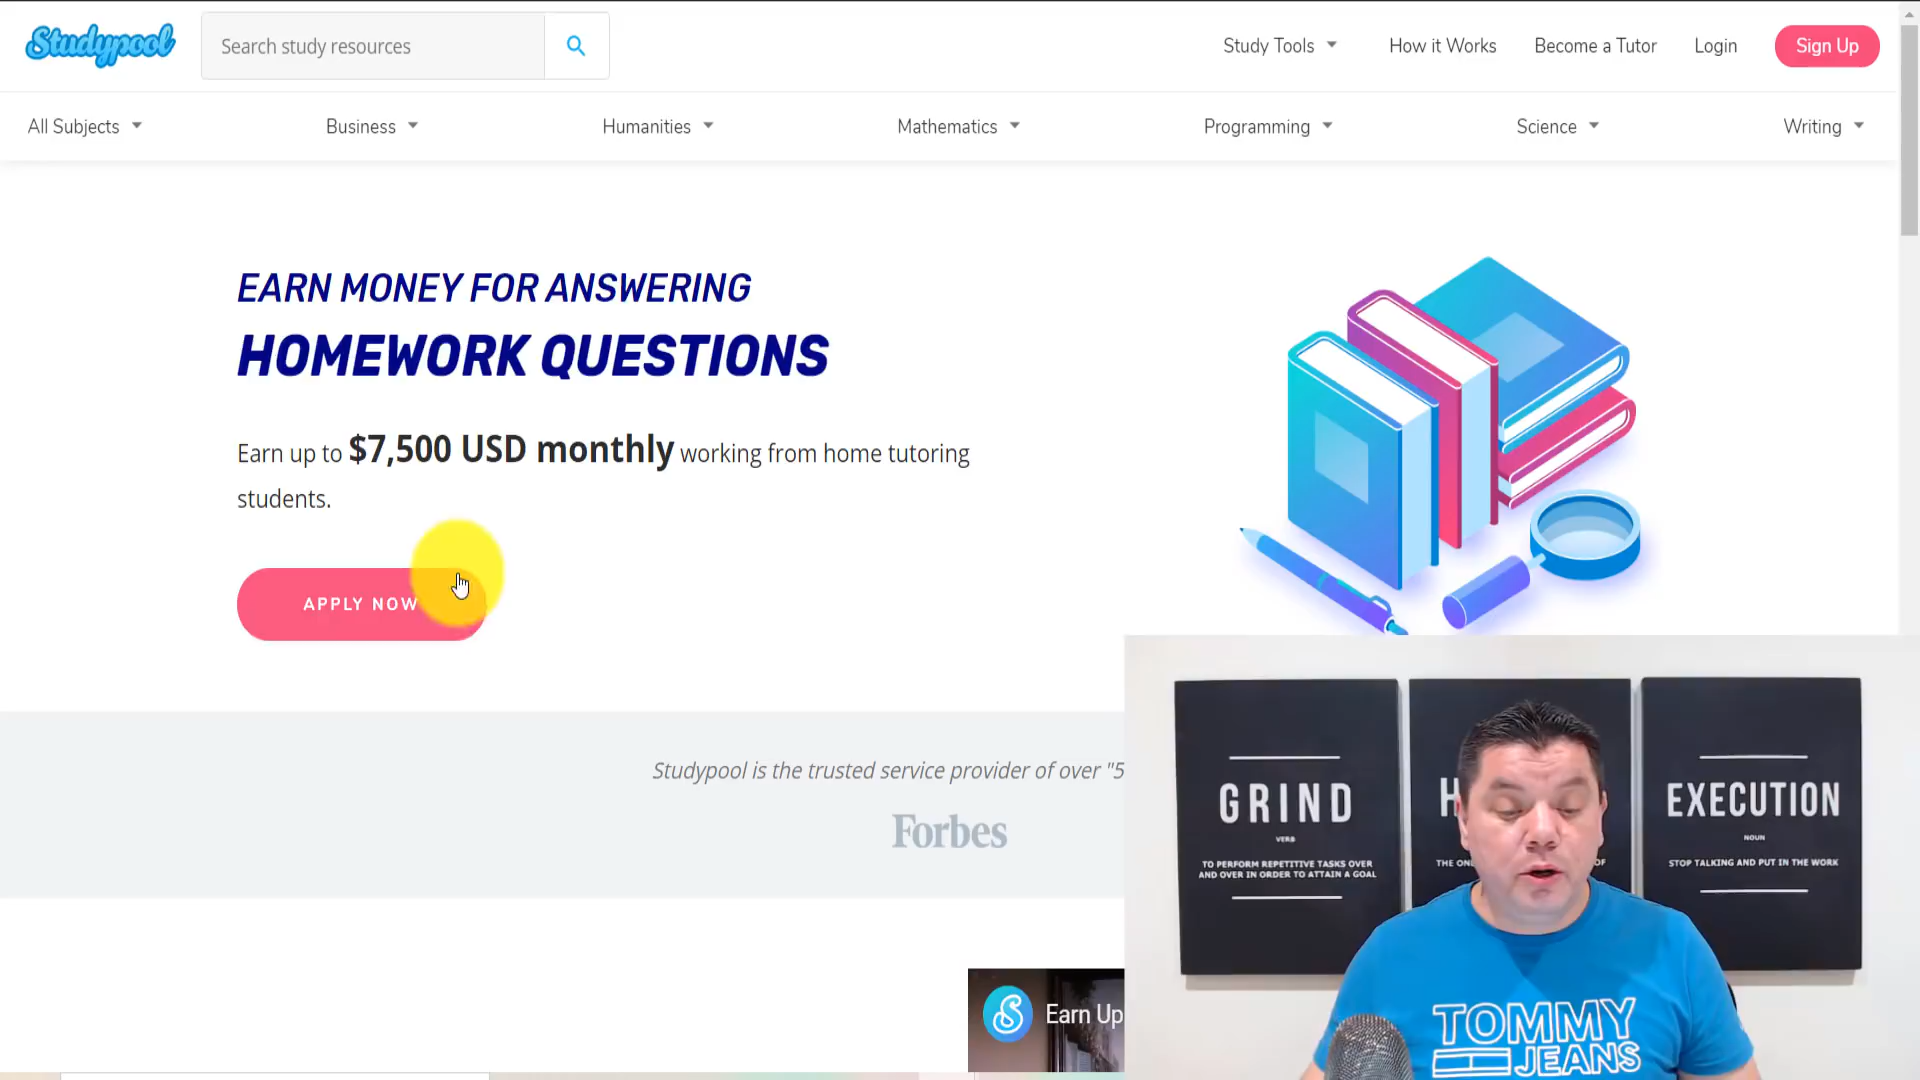 Studypool
Search study resources
Study Tools
How it Works
Become a Tutor
Login
Sign Up
All Subjects
Business
Humanities
Mathematics
Programming
Science
Writing
EARN MONEY FOR ANSWERING
HOMEWORK QUESTIONS
Earn up to $7,500 USD monthly working from home tutoring
students.
APPLY NOW
Studypool is the trusted service provider of over "5
Forbes
Earn Up
GRIND
VERB
TO PERFORM REPETITIVE TASKS OVER
AND OVER IN ORDER TO ATTAIN A GOAL
H
THE ON
OF
EXECUTION
NOUN
STOP TALKING AND PUT IN THE WORK
TOMMY
JEANS